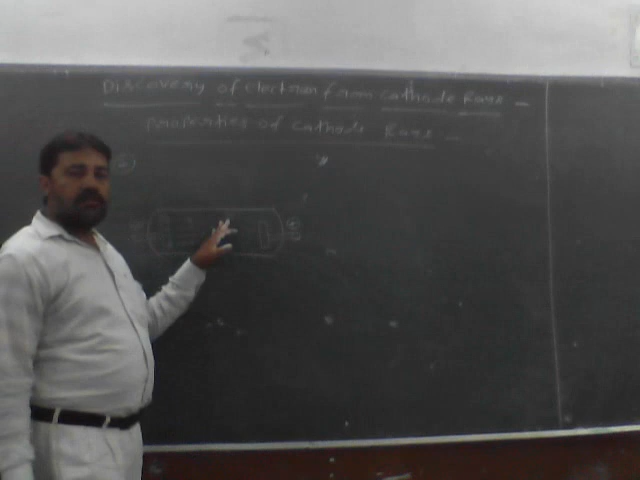 Discovery of electron from cathode Rays -
Properties of cathode Rays -